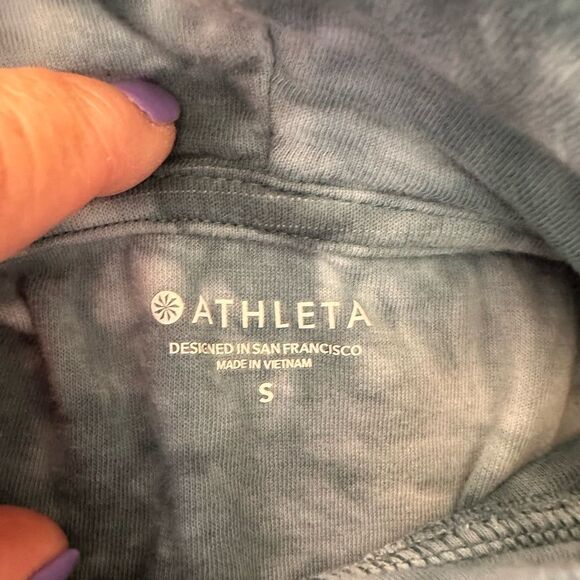 ATHLETA
DESIGNED IN SAN FRANCISCO
MADE IN VIETNAM
S